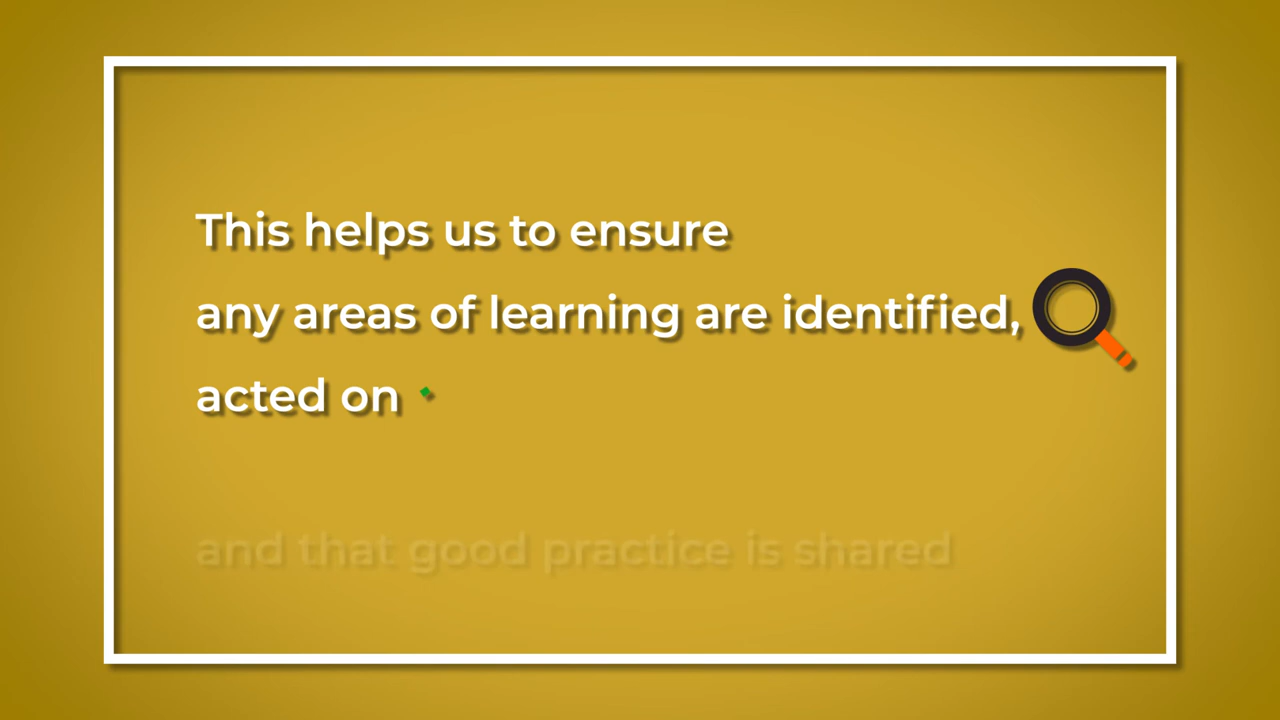 This helps us to ensure
any areas of learning are identified,
acted on
and that good practice is shared